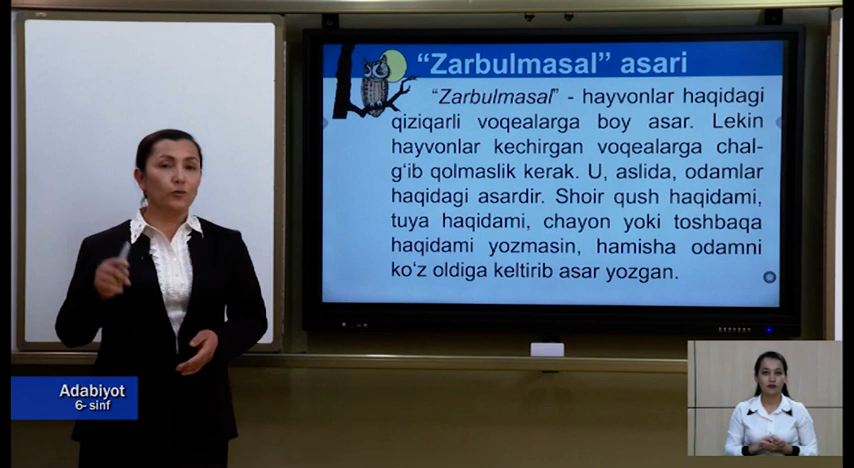 “Zarbulmasal” asari
“Zarbulmasal” - hayvonlar haqidagi
qiziqarli voqealarga boy asar. Lekin
hayvonlar kechirgan voqealarga chal-
g‘ib qolmaslik kerak. U, aslida, odamlar
haqidagi asardir. Shoir qush haqidami,
tuya haqidami, chayon yoki toshbaqa
haqidami yozmasin, hamisha odamni
ko‘z oldiga keltirib asar yozgan.
Adabiyot
6- sinf